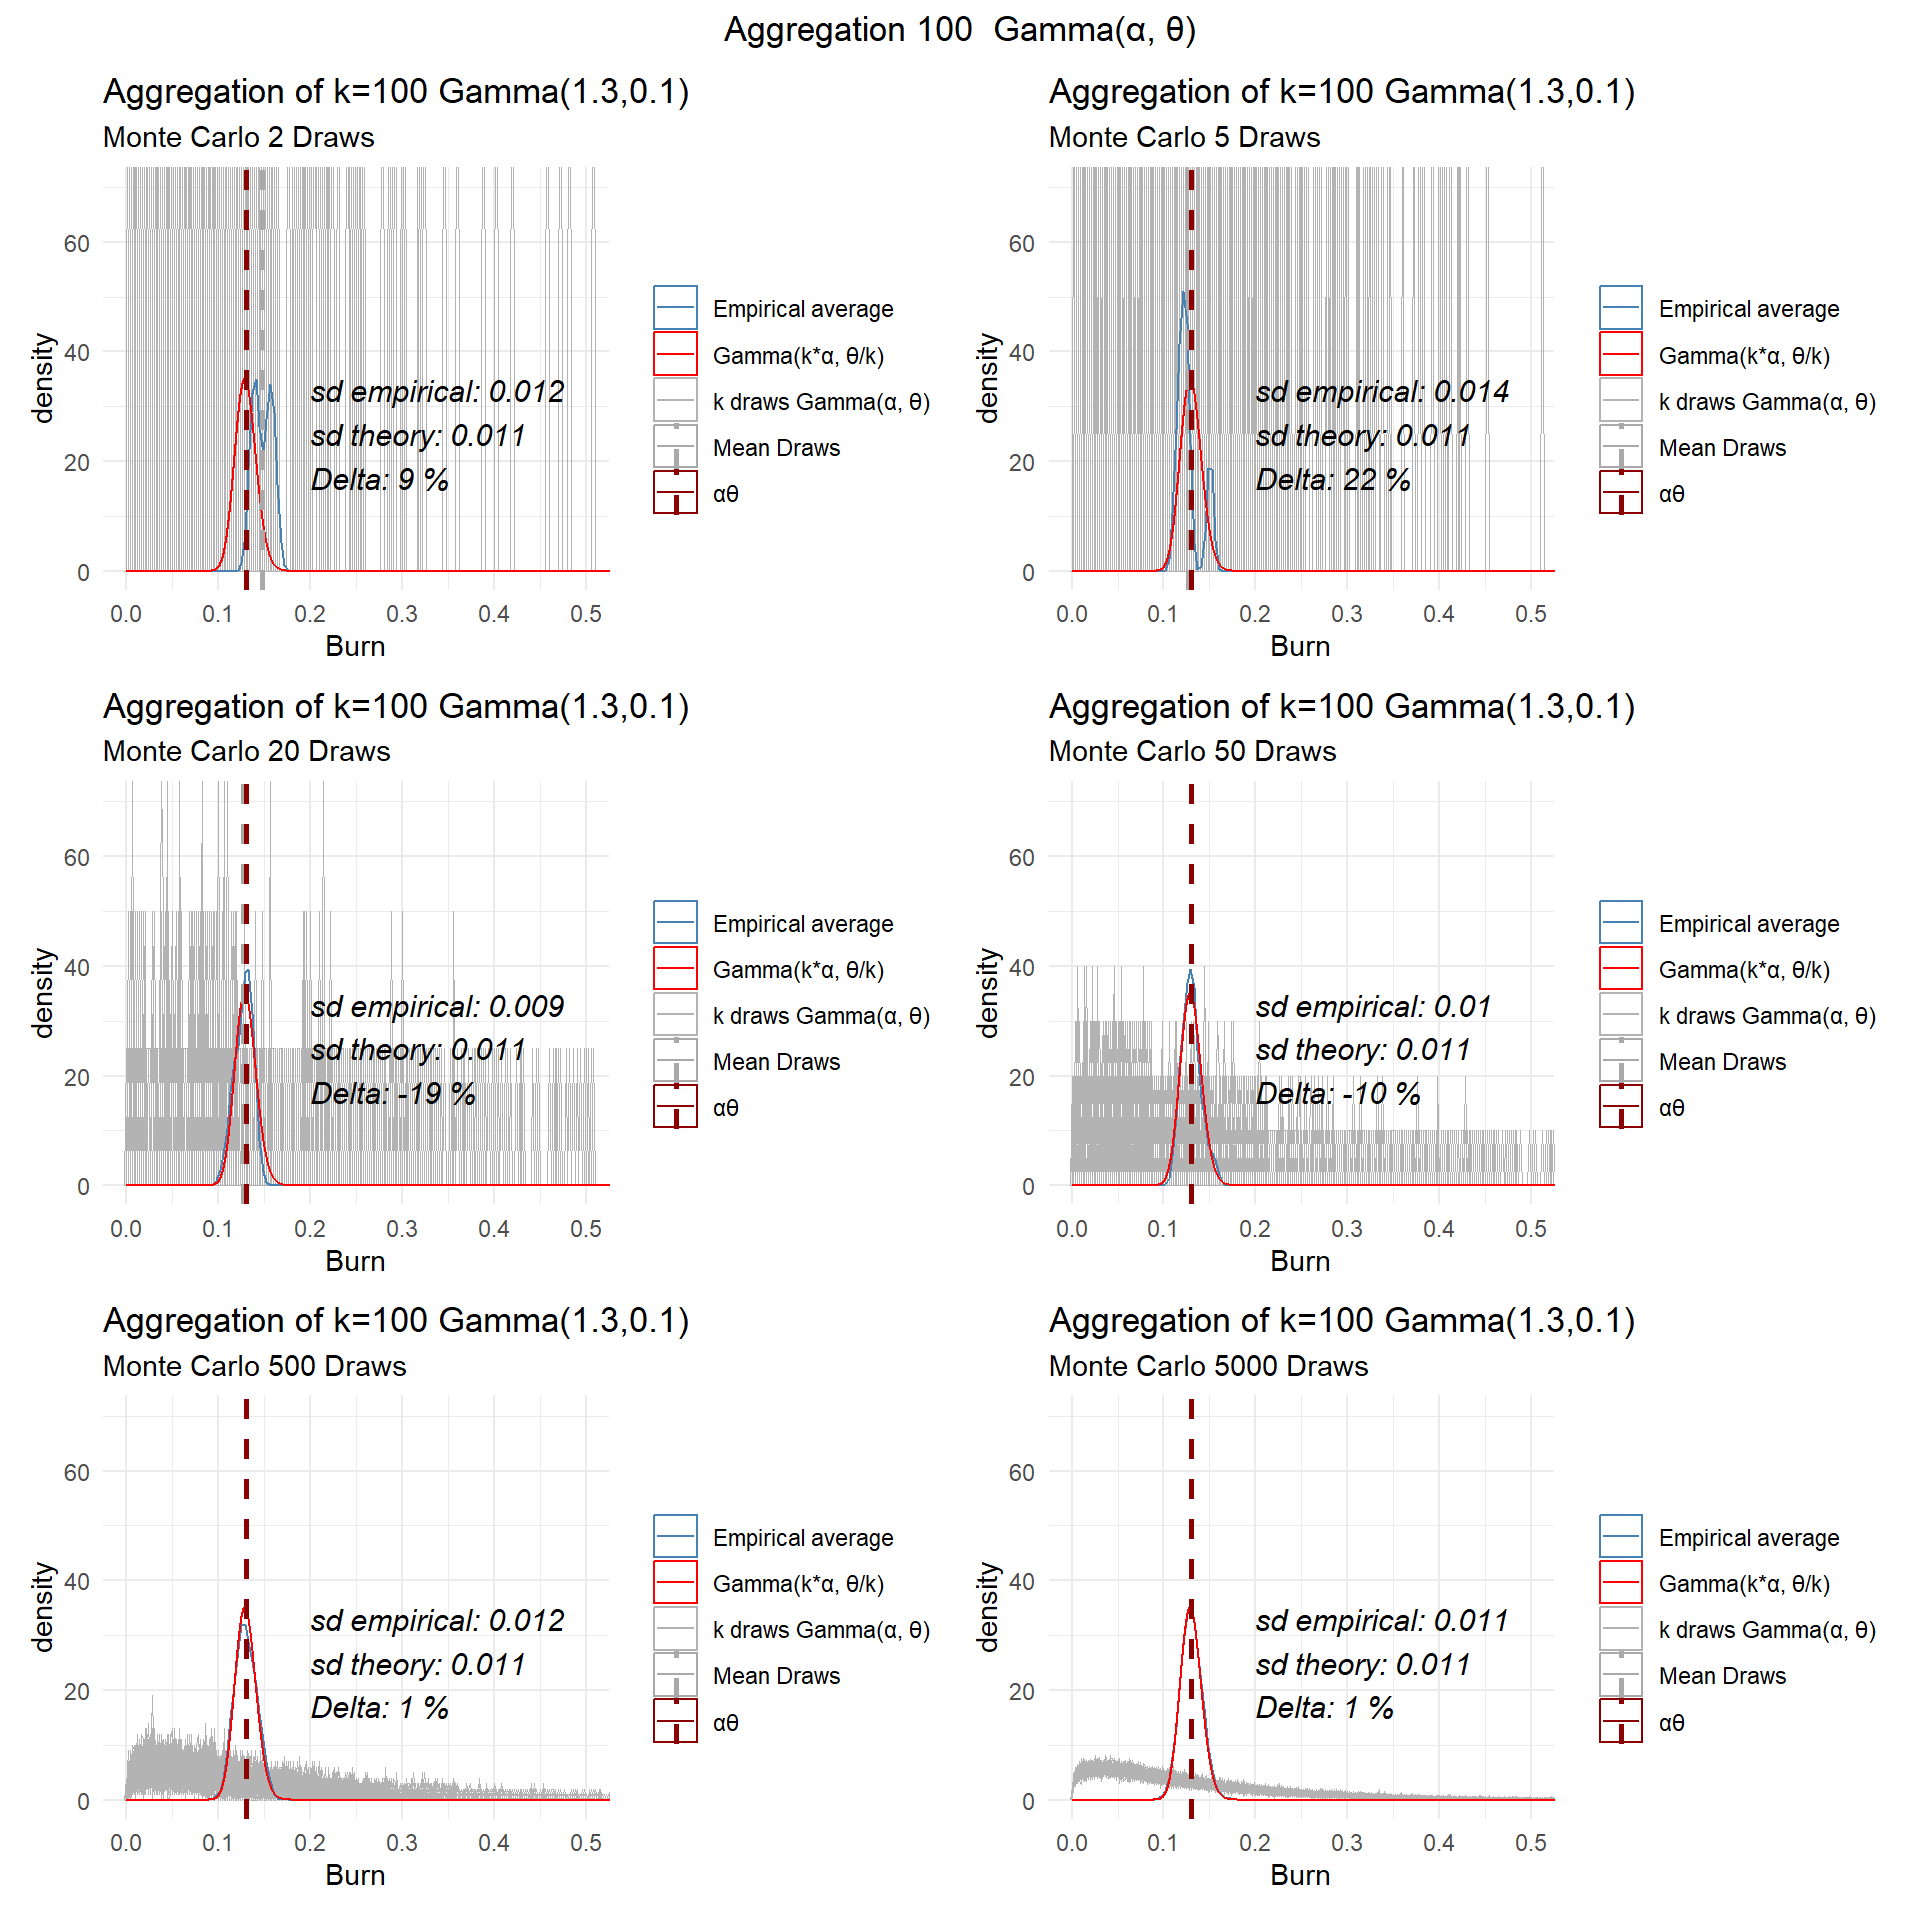 Aggregation 100  Gamma(α, θ)
Aggregation of k=100 Gamma(1.3,0.1)
Monte Carlo 2 Draws
density
60
40
20
0
sd empirical: 0.012
sd theory: 0.011
Delta: 9 %
0.0 0.1 0.2 0.3 0.4 0.5
Burn
Empirical average
Gamma(k*α, θ/k)
k draws Gamma(α, θ)
Mean Draws
αθ
Aggregation of k=100 Gamma(1.3,0.1)
Monte Carlo 5 Draws
density
60
40
20
0
sd empirical: 0.014
sd theory: 0.011
Delta: 22 %
0.0 0.1 0.2 0.3 0.4 0.5
Burn
Empirical average
Gamma(k*α, θ/k)
k draws Gamma(α, θ)
Mean Draws
αθ
Aggregation of k=100 Gamma(1.3,0.1)
Monte Carlo 20 Draws
density
60
40
20
0
sd empirical: 0.009
sd theory: 0.011
Delta: -19 %
0.0 0.1 0.2 0.3 0.4 0.5
Burn
Empirical average
Gamma(k*α, θ/k)
k draws Gamma(α, θ)
Mean Draws
αθ
Aggregation of k=100 Gamma(1.3,0.1)
Monte Carlo 50 Draws
density
60
40
20
0
sd empirical: 0.01
sd theory: 0.011
Delta: -10 %
0.0 0.1 0.2 0.3 0.4 0.5
Burn
Empirical average
Gamma(k*α, θ/k)
k draws Gamma(α, θ)
Mean Draws
αθ
Aggregation of k=100 Gamma(1.3,0.1)
Monte Carlo 500 Draws
density
60
40
20
0
sd empirical: 0.012
sd theory: 0.011
Delta: 1 %
0.0 0.1 0.2 0.3 0.4 0.5
Burn
Empirical average
Gamma(k*α, θ/k)
k draws Gamma(α, θ)
Mean Draws
αθ
Aggregation of k=100 Gamma(1.3,0.1)
Monte Carlo 5000 Draws
density
60
40
20
0
sd empirical: 0.011
sd theory: 0.011
Delta: 1 %
0.0 0.1 0.2 0.3 0.4 0.5
Burn
Empirical average
Gamma(k*α, θ/k)
k draws Gamma(α, θ)
Mean Draws
αθ